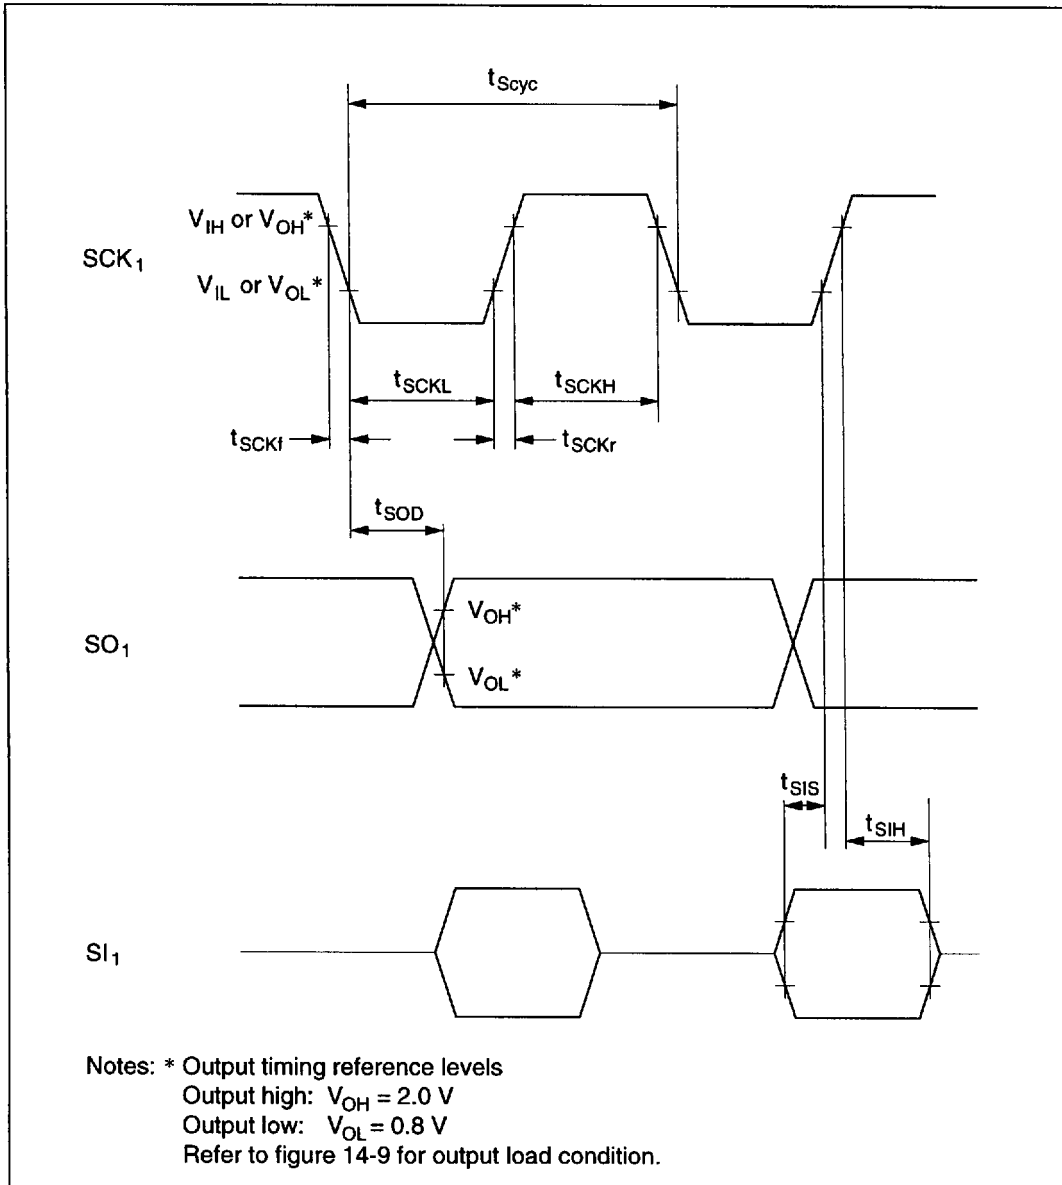 tScyc
VIH or VOH*
SCK1
VIL or VOL*
tSCKL
tSCKH
tSCKf
tSCKr
tSOD
VOH*
SO1
VOL*
tSIS
tSIH
SI1
Notes: * Output timing reference levels
Output high: VOH = 2.0 V
Output low: VOL = 0.8 V
Refer to figure 14-9 for output load condition.